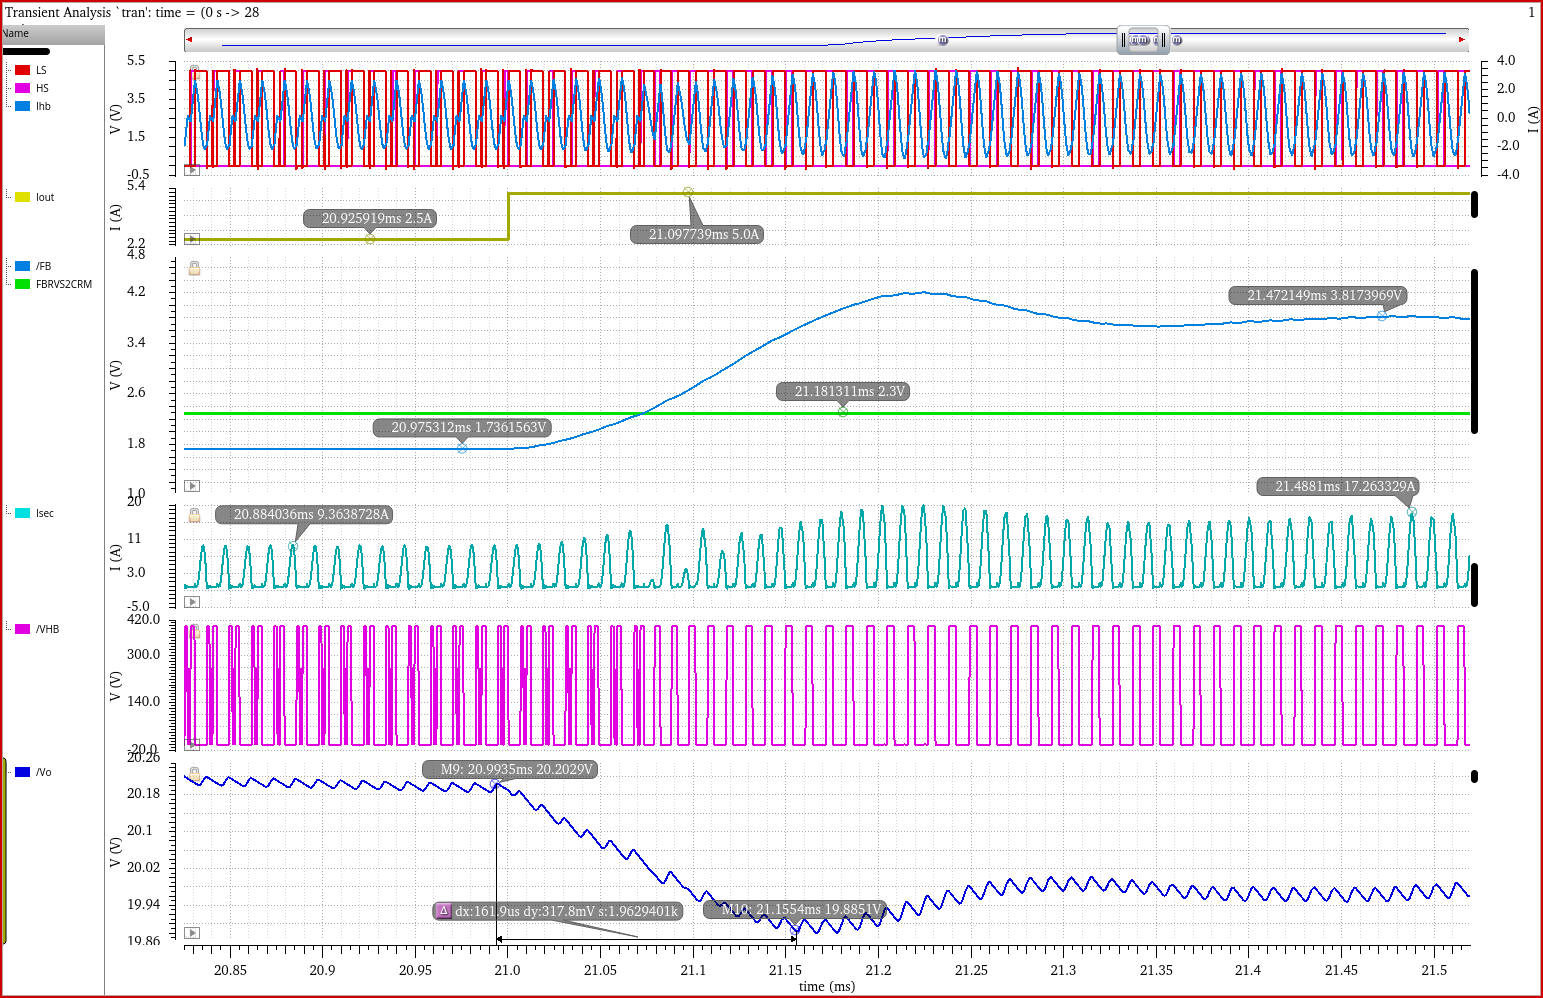 Transient Analysis `tran': time = (0 s -> 28
1
Name
LS
HS
Ihb
5.5
3.5
1.5
-0.5
V (V)
4.0
2.0
0.0
-2.0
-4.0
I (A)
Iout
5.4
2.2
I (A)
20.925919ms 2.5A
21.097739ms 5.0A
/FB
FBRVS2CRM
4.8
4.2
3.4
2.6
1.8
1.0
V (V)
21.472149ms 3.8173969V
21.181311ms 2.3V
20.975312ms 1.7361563V
Isec
20
11
3.0
-5.0
I (A)
20.884036ms 9.3638728A
21.4881ms 17.263329A
/VHB
420.0
300.0
140.0
-20.0
V (V)
/Vo
20.26
20.18
20.1
20.02
19.94
19.86
V (V)
M9: 20.9935ms 20.2029V
Δ dx:161.9us dy:317.8mV s:1.9629401k
M10: 21.1554ms 19.8851V
20.85 20.9 20.95 21.0 21.05 21.1 21.15 21.2 21.25 21.3 21.35 21.4 21.45 21.5
time (ms)